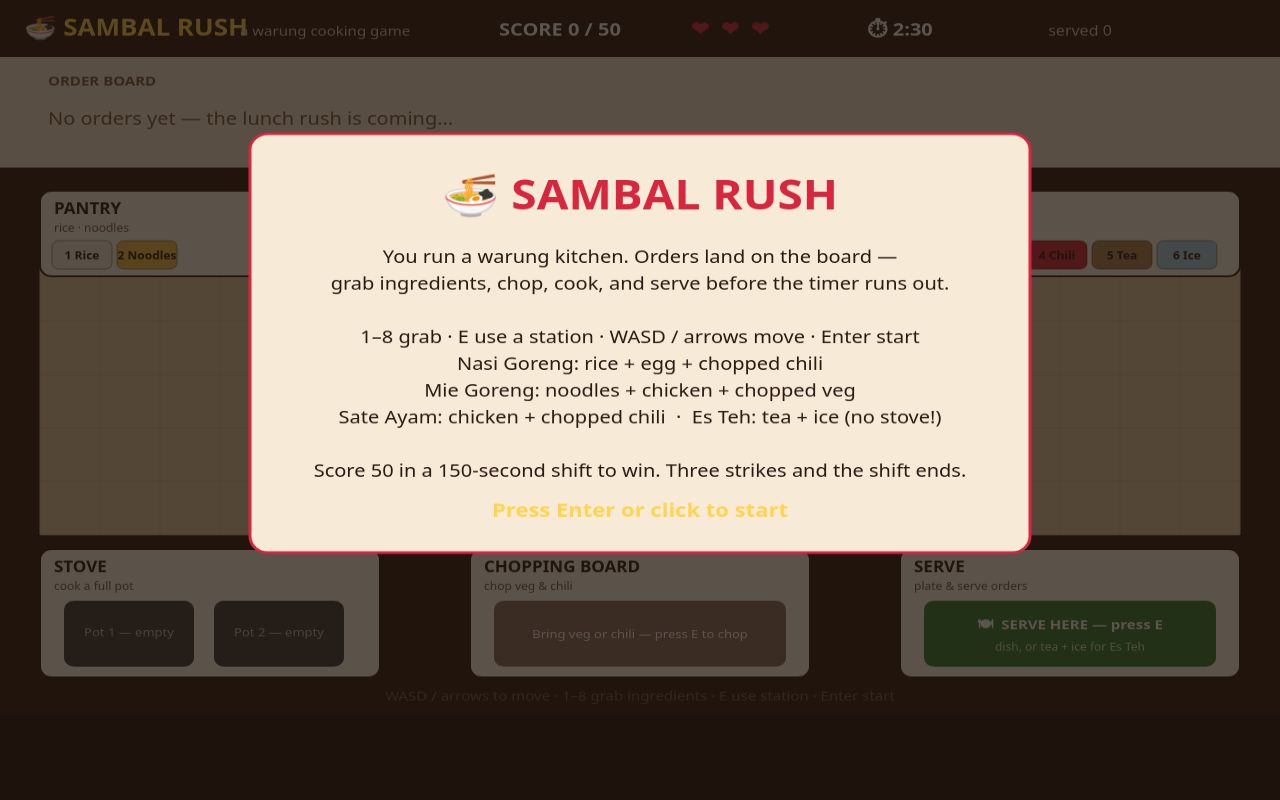 🍜 SAMBAL RUSH warung cooking game SCORE 0 / 50 ❤ ❤ ❤ ⏱ 2:30 served 0
ORDER BOARD
No orders yet — the lunch rush is coming...
PANTRY
rice · noodles
1 Rice 2 Noodles
4 Chili 5 Tea 6 Ice
🍜 SAMBAL RUSH
You run a warung kitchen. Orders land on the board —
grab ingredients, chop, cook, and serve before the timer runs out.
1–8 grab · E use a station · WASD / arrows move · Enter start
Nasi Goreng: rice + egg + chopped chili
Mie Goreng: noodles + chicken + chopped veg
Sate Ayam: chicken + chopped chili · Es Teh: tea + ice (no stove!)
Score 50 in a 150-second shift to win. Three strikes and the shift ends.
Press Enter or click to start
STOVE
cook a full pot
Pot 1 — empty
Pot 2 — empty
CHOPPING BOARD
chop veg & chili
Bring veg or chili — press E to chop
SERVE
plate & serve orders
🍽 SERVE HERE — press E
dish, or tea + ice for Es Teh
WASD / arrows to move · 1–8 grab ingredients · E use station · Enter start